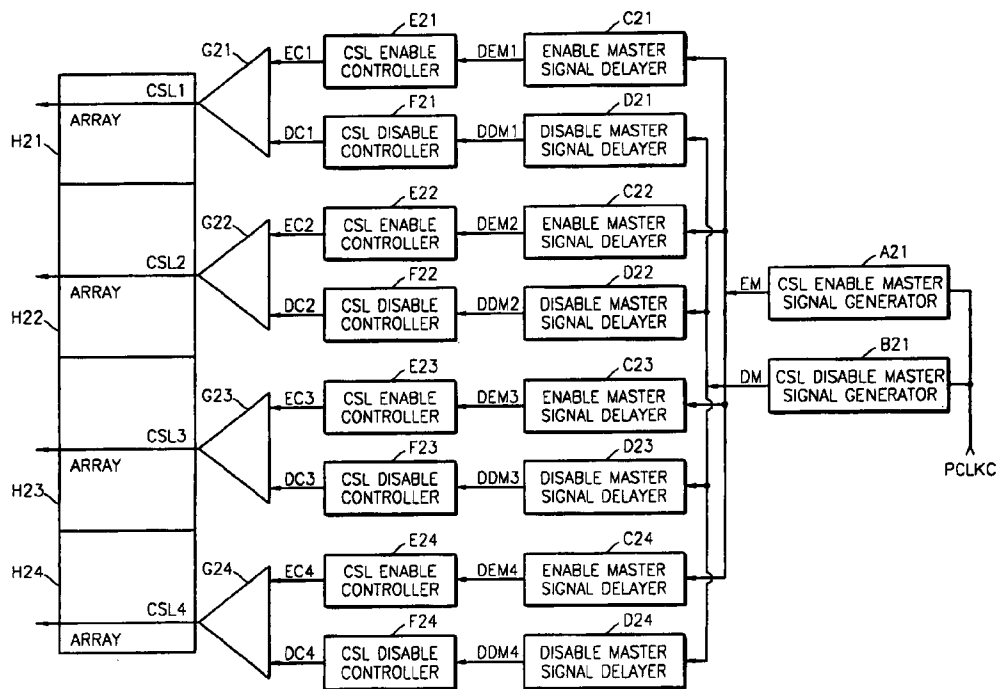 E21
C21
G21
EC1
CSL ENABLE
CONTROLLER
DEM1
ENABLE MASTER
SIGNAL DELAYER
CSL1
ARRAY
H21
F21
D21
DC1
CSL DISABLE
CONTROLLER
DDM1
DISABLE MASTER
SIGNAL DELAYER
E22
C22
G22
EC2
CSL ENABLE
CONTROLLER
DEM2
ENABLE MASTER
SIGNAL DELAYER
CSL2
ARRAY
H22
F22
D22
DC2
CSL DISABLE
CONTROLLER
DDM2
DISABLE MASTER
SIGNAL DELAYER
A21
EM
CSL ENABLE MASTER
SIGNAL GENERATOR
B21
DM
CSL DISABLE MASTER
SIGNAL GENERATOR
PCLKC
E23
C23
G23
EC3
CSL ENABLE
CONTROLLER
DEM3
ENABLE MASTER
SIGNAL DELAYER
CSL3
ARRAY
H23
F23
D23
DC3
CSL DISABLE
CONTROLLER
DDM3
DISABLE MASTER
SIGNAL DELAYER
E24
C24
H24
G24
EC4
CSL ENABLE
CONTROLLER
DEM4
ENABLE MASTER
SIGNAL DELAYER
CSL4
ARRAY
F24
D24
DC4
CSL DISABLE
CONTROLLER
DDM4
DISABLE MASTER
SIGNAL DELAYER